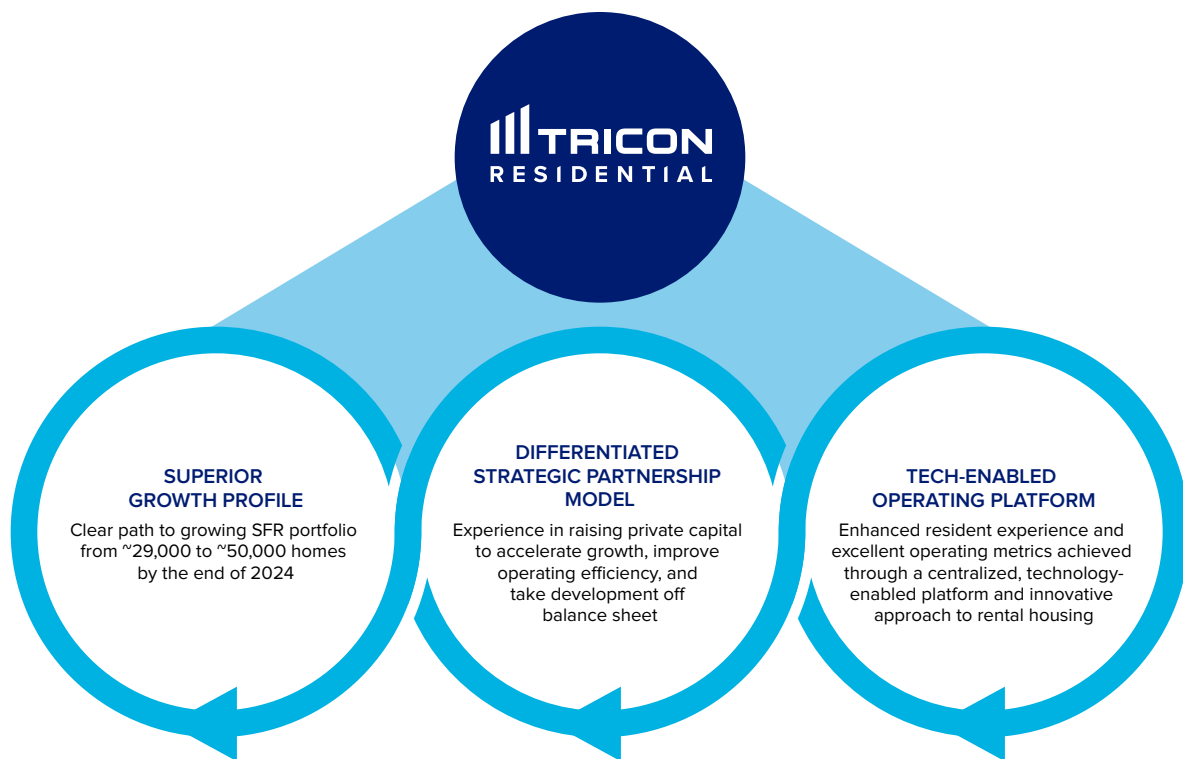 TRICON
RESIDENTIAL
SUPERIOR
GROWTH PROFILE
Clear path to growing SFR portfolio
from ~29,000 to ~50,000 homes
by the end of 2024
DIFFERENTIATED
STRATEGIC PARTNERSHIP
MODEL
Experience in raising private capital
to accelerate growth, improve
operating efficiency, and
take development off
balance sheet
TECH-ENABLED
OPERATING PLATFORM
Enhanced resident experience and
excellent operating metrics achieved
through a centralized, technology-
enabled platform and innovative
approach to rental housing